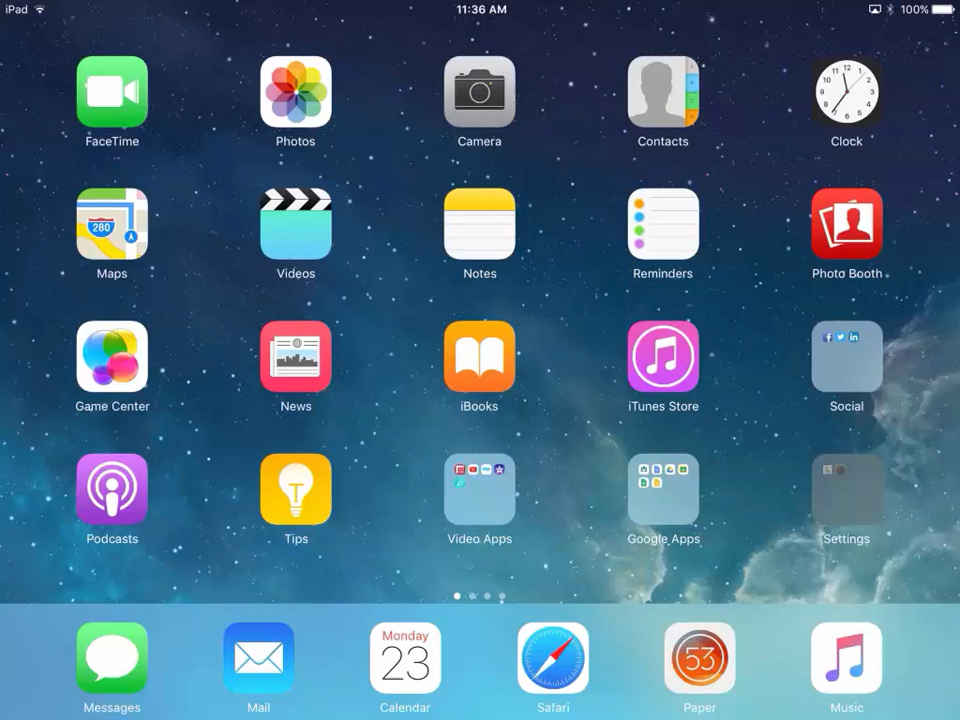 iPad 11:36 AM 100%
FaceTime Photos Camera Contacts Clock
280
Maps Videos Notes Reminders Photo Booth
Game Center News iBooks iTunes Store Social
Podcasts Tips Video Apps Google Apps Settings
Monday
23
53
Messages Mail Calendar Safari Paper Music